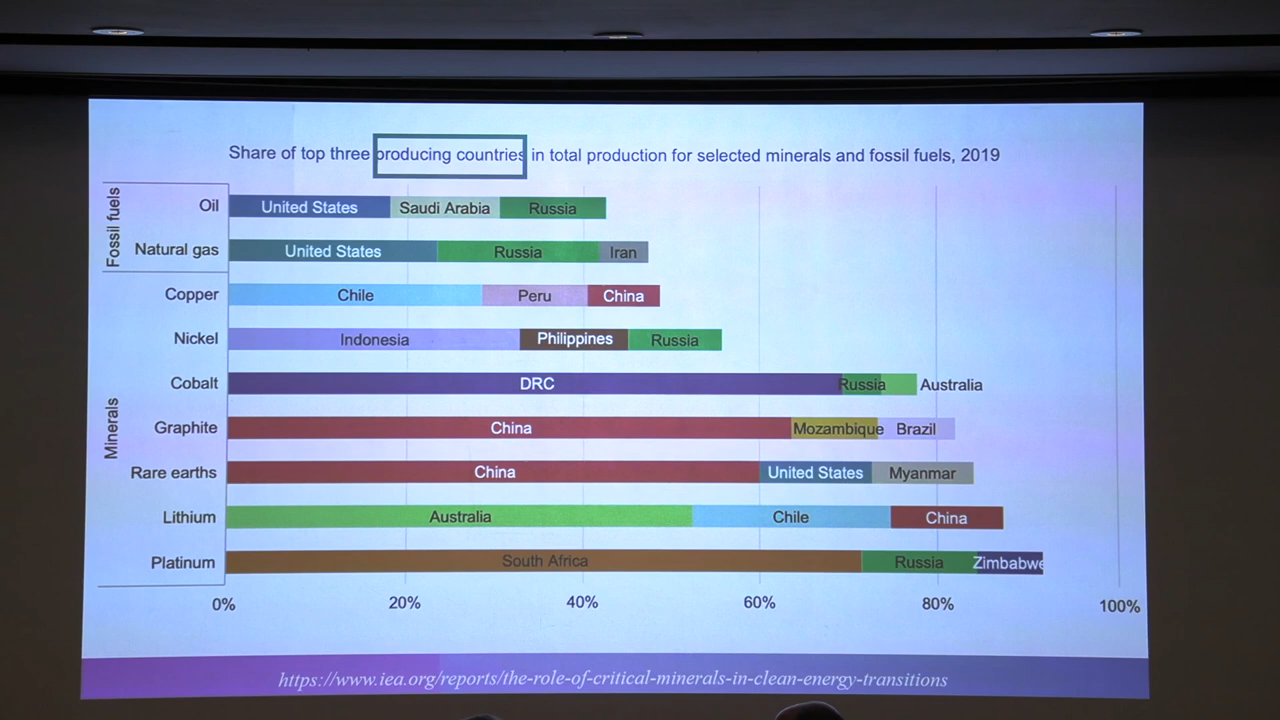 Share of top three producing countries in total production for selected minerals and fossil fuels, 2019
Fossil fuels
Oil United States Saudi Arabia Russia
Natural gas United States Russia Iran
Minerals
Copper Chile Peru China
Nickel Indonesia Philippines Russia
Cobalt DRC Russia Australia
Graphite China Mozambique Brazil
Rare earths China United States Myanmar
Lithium Australia Chile China
Platinum South Africa Russia Zimbabwe
0% 20% 40% 60% 80% 100%
https://www.iea.org/reports/the-role-of-critical-minerals-in-clean-energy-transitions